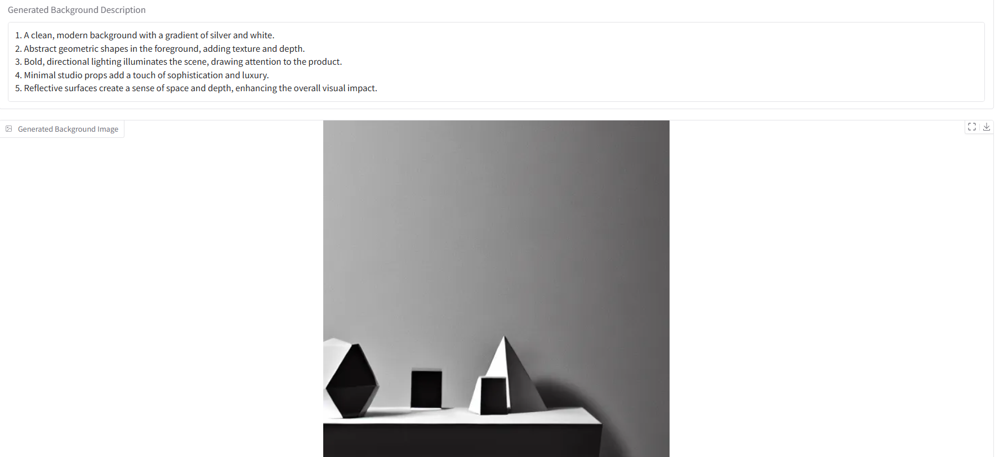 Generated Background Description
1. A clean, modern background with a gradient of silver and white.
2. Abstract geometric shapes in the foreground, adding texture and depth.
3. Bold, directional lighting illuminates the scene, drawing attention to the product.
4. Minimal studio props add a touch of sophistication and luxury.
5. Reflective surfaces create a sense of space and depth, enhancing the overall visual impact.
Generated Background Image